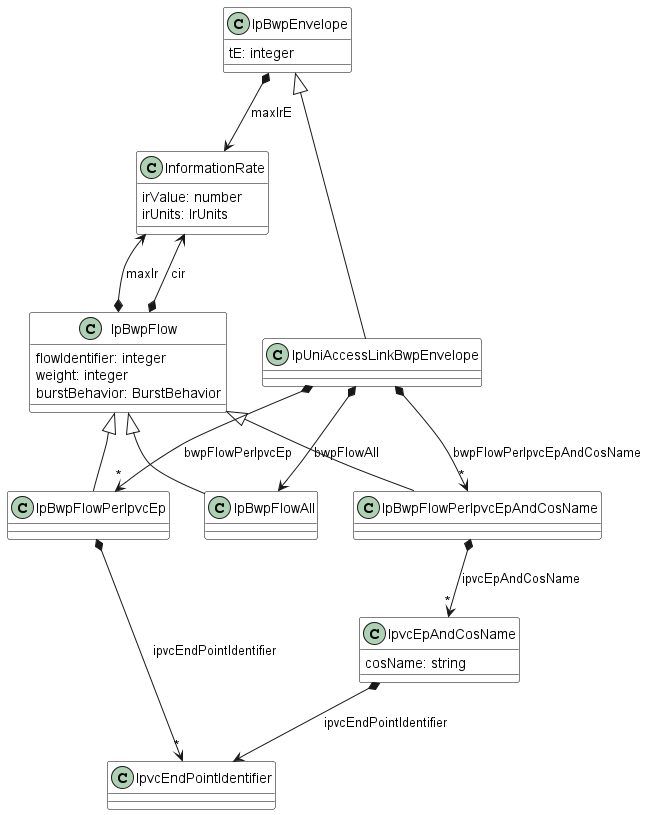 C IpBwpEnvelope
tE: integer
maxIrE
C InformationRate
irValue: number
irUnits: IrUnits
maxIr
cir
C IpBwpFlow
flowIdentifier: integer
weight: integer
burstBehavior: BurstBehavior
C IpUniAccessLinkBwpEnvelope
bwpFlowPerIpvcEp
bwpFlowAll
bwpFlowPerIpvcEpAndCosName
*
*
C IpBwpFlowPerIpvcEp
C IpBwpFlowAll
C IpBwpFlowPerIpvcEpAndCosName
ipvcEpAndCosName
*
C IpvcEpAndCosName
cosName: string
ipvcEndPointIdentifier
ipvcEndPointIdentifier
*
C IpvcEndPointIdentifier